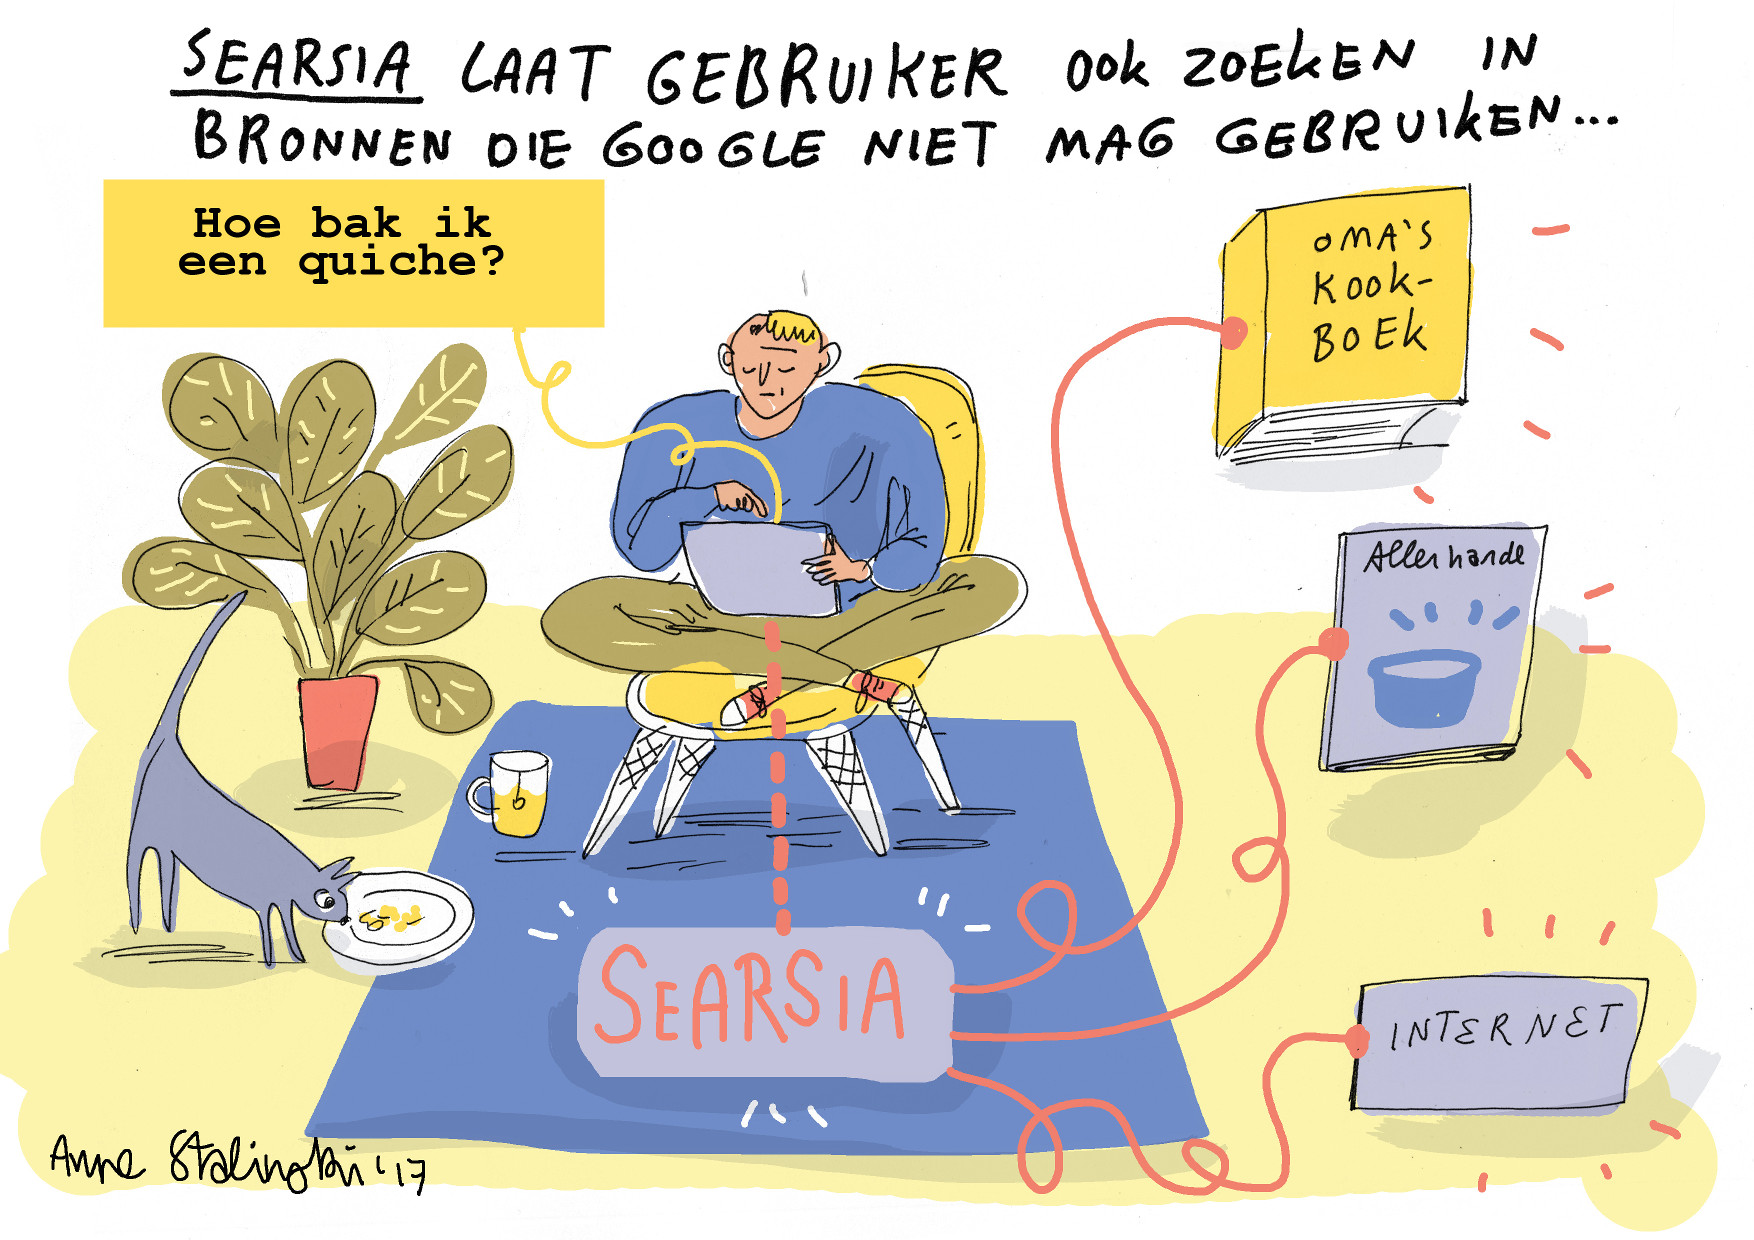 SEARSIA LAAT GEBRUIKER OOK ZOEKEN IN
BRONNEN DIE GOOGLE NIET MAG GEBRUIKEN...
Hoe bak ik
een quiche?
OMA'S
KOOK-
BOEK
Allerhande
SEARSIA
INTERNET
Anne Stalinski '17